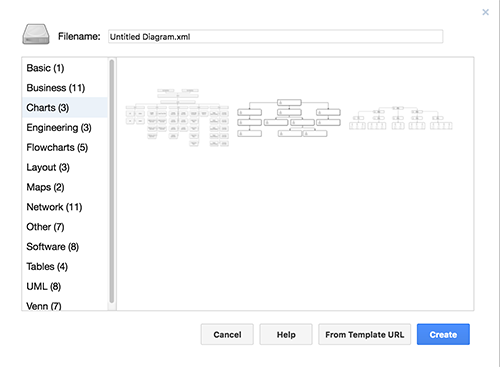 Filename: Untitled Diagram.xml
Basic (1)
Business (11)
Charts (3)
Engineering (3)
Flowcharts (5)
Layout (3)
Maps (2)
Network (11)
Other (7)
Software (8)
Tables (4)
UML (8)
Venn (7)
Cancel Help From Template URL Create